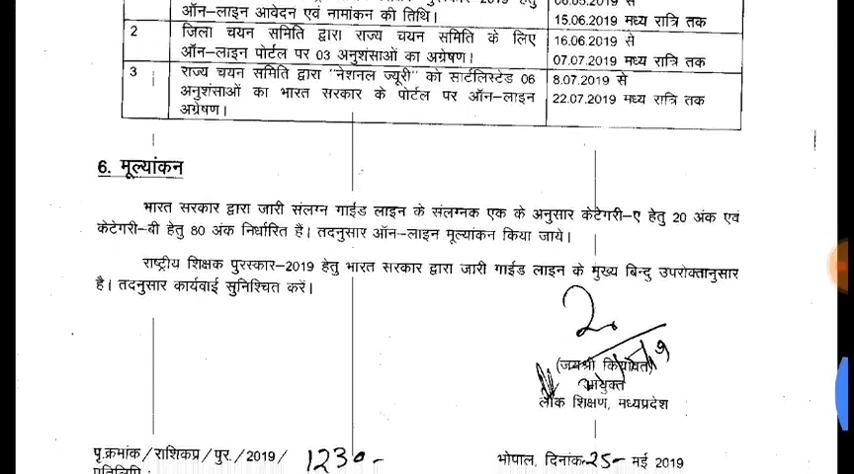 ऑन–लाइन आवेदन एवं नामांकन की तिथि।
15.06.2019 मध्य रात्रि तक
2 जिला चयन समिति द्वारा राज्य चयन समिति के लिए ऑन–लाइन पोर्टल पर 03 अनुशंसाओं का अग्रेषण।
16.06.2019 से
07.07.2019 मध्य रात्रि तक
3 राज्य चयन समिति द्वारा "नेशनल ज्यूरी" को सार्टलिस्टेड 06
अनुशंसाओं का भारत सरकार के पोर्टल पर ऑन–लाइन
अग्रेषण।
8.07.2019 से
22.07.2019 मध्य रात्रि तक
6. मूल्यांकन
भारत सरकार द्वारा जारी संलग्न गाईड लाइन के संलग्नक एक के अनुसार केटेगरी–ए हेतु 20 अंक एवं
केटेगरी–बी हेतु 80 अंक निर्धारित हैं। तदनुसार ऑन–लाइन मूल्यांकन किया जाये।
राष्ट्रीय शिक्षक पुरस्कार–2019 हेतु भारत सरकार द्वारा जारी गाईड लाइन के मुख्य बिन्दु उपरोक्तानुसार
है। तदनुसार कार्यवाई सुनिश्चित करें।
(जयश्री कियावत)
आयुक्त
लोक शिक्षण, मध्यप्रदेश
पृ.क्रमांक/राशिकप्र/पुर./2019/ 1230-
भोपाल, दिनांक 25- मई 2019